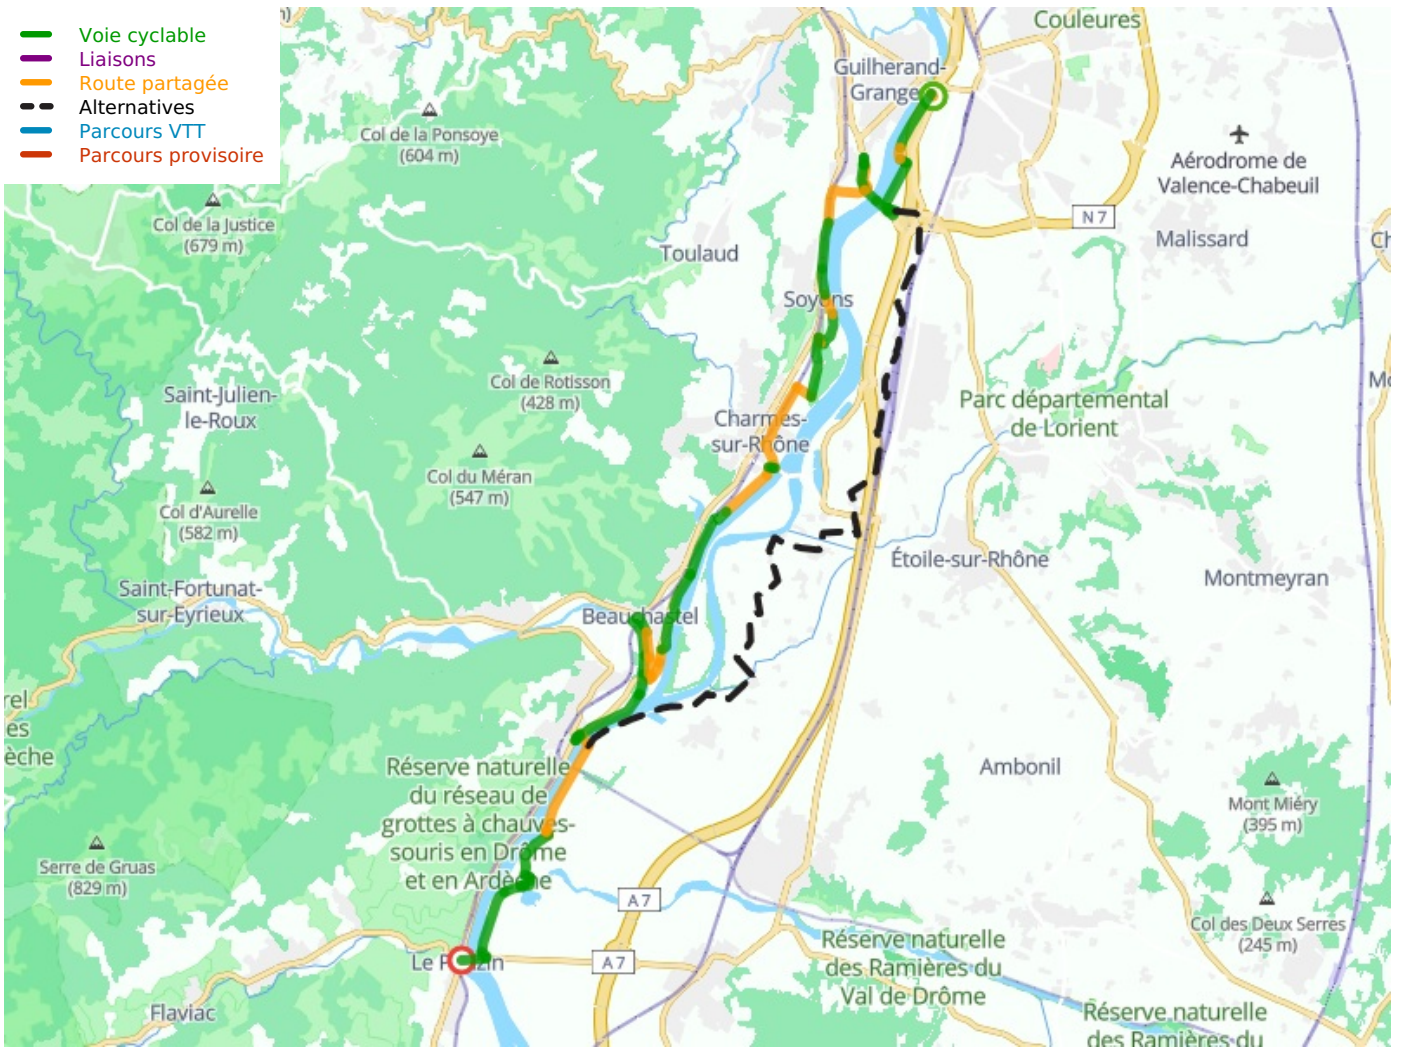 Voie cyclable
Liaisons
Route partagée
Alternatives
Parcours VTT
Parcours provisoire
Couleures
Guilherand-
Granges
Col de la Ponsoye
(604 m)
Aérodrome de
Valence-Chabeuil
Col de la Justice
(679 m)
N 7
Malissard
Toulaud
Soyons
Col de Rotisson
(428 m)
Saint-Julien-
le-Roux
Parc départemental
de Lorient
Charmes-
sur-Rhône
Col du Méran
(547 m)
Col d'Aurelle
(582 m)
Étoile-sur-Rhône
Montmeyran
Saint-Fortunat-
sur-Eyrieux
Beauchastel
rel
es
èche
Ambonil
Réserve naturelle
du réseau de
grottes à chauves-
souris en Drôme
et en Ardèche
Mont Miéry
(395 m)
Serre de Gruas
(829 m)
A 7
Col des Deux Serres
(245 m)
Réserve naturelle
des Ramières du
Val de Drôme
Le Pouzin
A 7
Flaviac
Réserve naturelle
des Ramières du